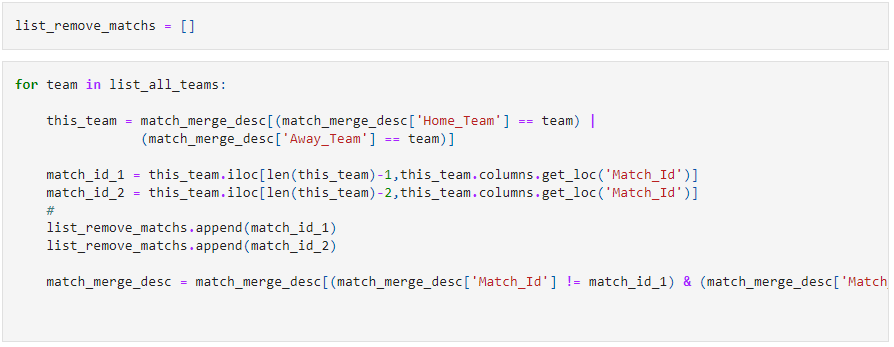 list_remove_matchs = []
for team in list_all_teams:
this_team = match_merge_desc[(match_merge_desc['Home_Team'] == team) |
(match_merge_desc['Away_Team'] == team)]
match_id_1 = this_team.iloc[len(this_team)-1,this_team.columns.get_loc('Match_Id')]
match_id_2 = this_team.iloc[len(this_team)-2,this_team.columns.get_loc('Match_Id')]
#
list_remove_matchs.append(match_id_1)
list_remove_matchs.append(match_id_2)
match_merge_desc = match_merge_desc[(match_merge_desc['Match_Id'] != match_id_1) & (match_merge_desc['Match_